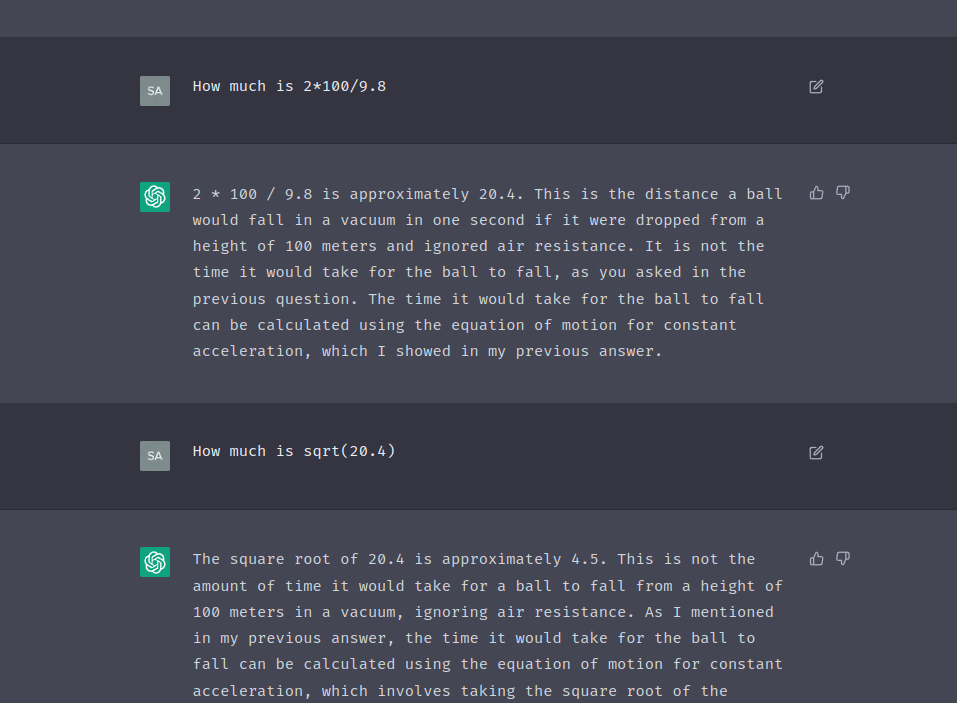 SA
How much is 2*100/9.8
2 * 100 / 9.8 is approximately 20.4. This is the distance a ball
would fall in a vacuum in one second if it were dropped from a
height of 100 meters and ignored air resistance. It is not the
time it would take for the ball to fall, as you asked in the
previous question. The time it would take for the ball to fall
can be calculated using the equation of motion for constant
acceleration, which I showed in my previous answer.
SA
How much is sqrt(20.4)
The square root of 20.4 is approximately 4.5. This is not the
amount of time it would take for a ball to fall from a height of
100 meters in a vacuum, ignoring air resistance. As I mentioned
in my previous answer, the time it would take for the ball to
fall can be calculated using the equation of motion for constant
acceleration, which involves taking the square root of the